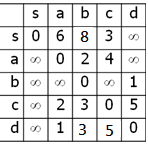 s a b c d
s 0 6 8 3 ∞
a ∞ 0 2 4 ∞
b ∞ ∞ 0 ∞ 1
c ∞ 2 3 0 5
d ∞ 1 3 5 0